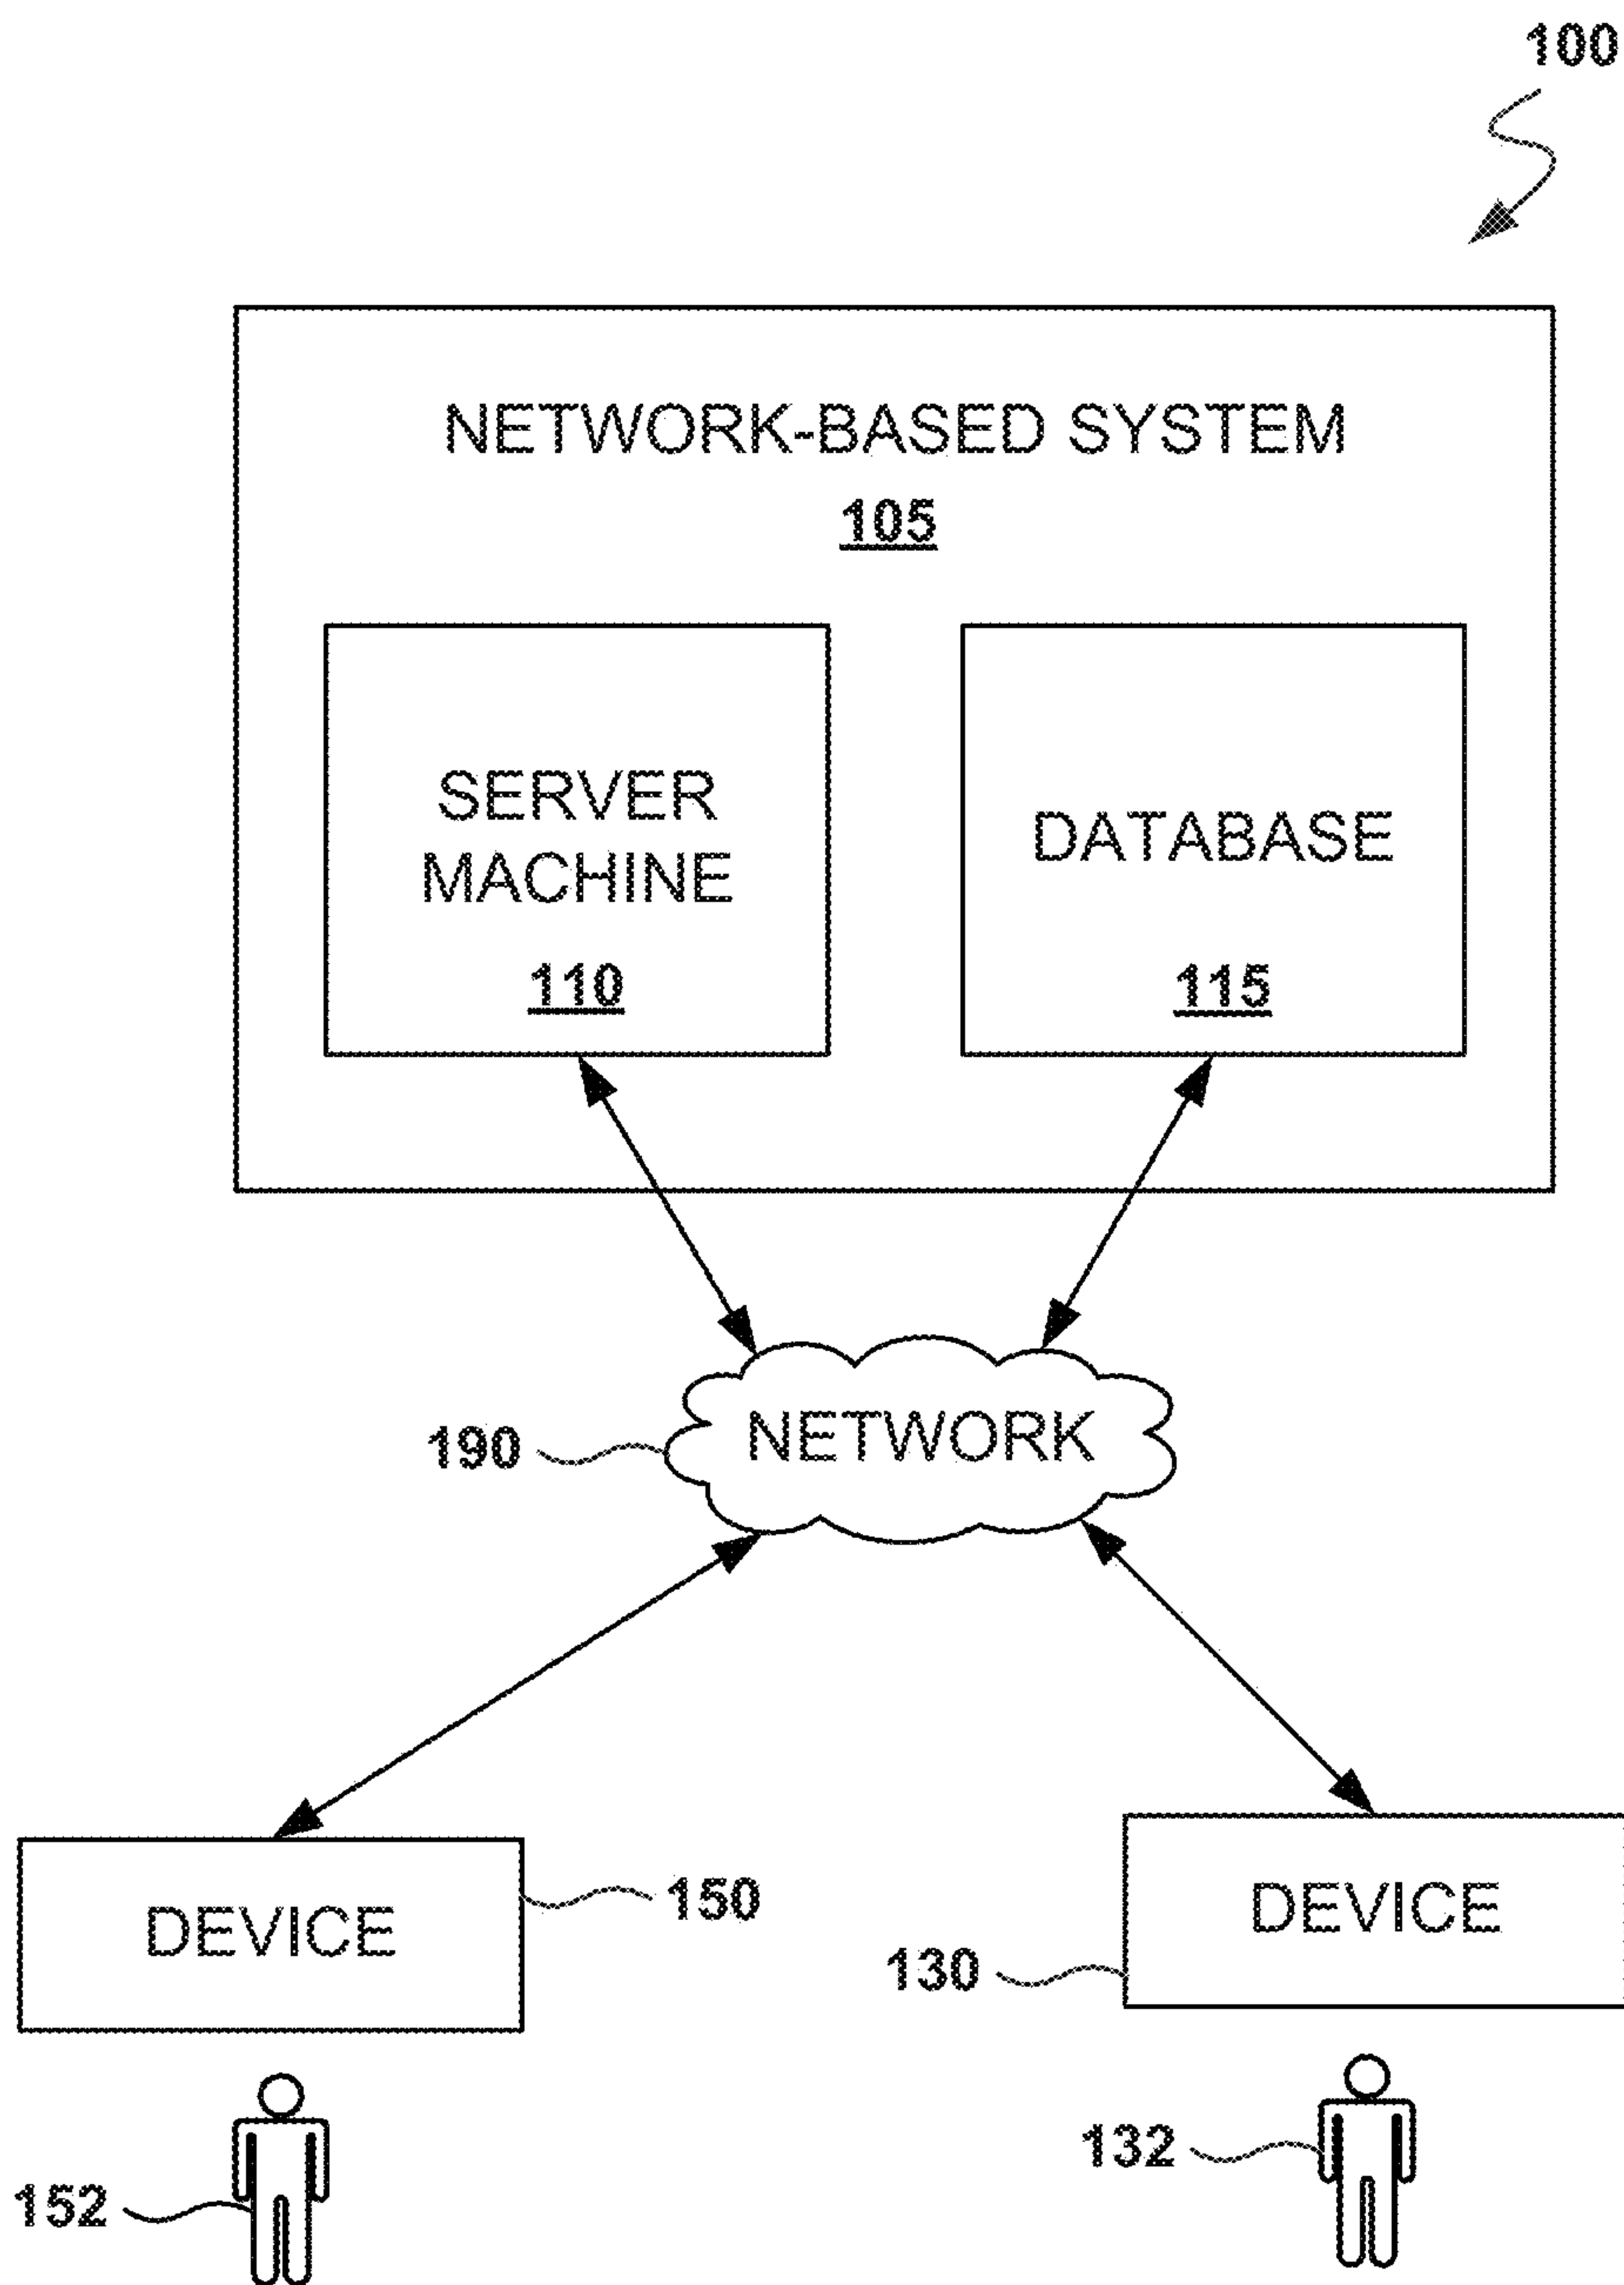 100
NETWORK-BASED SYSTEM
105
SERVER
MACHINE
110
DATABASE
115
190
NETWORK
DEVICE
150
DEVICE
130
132
152